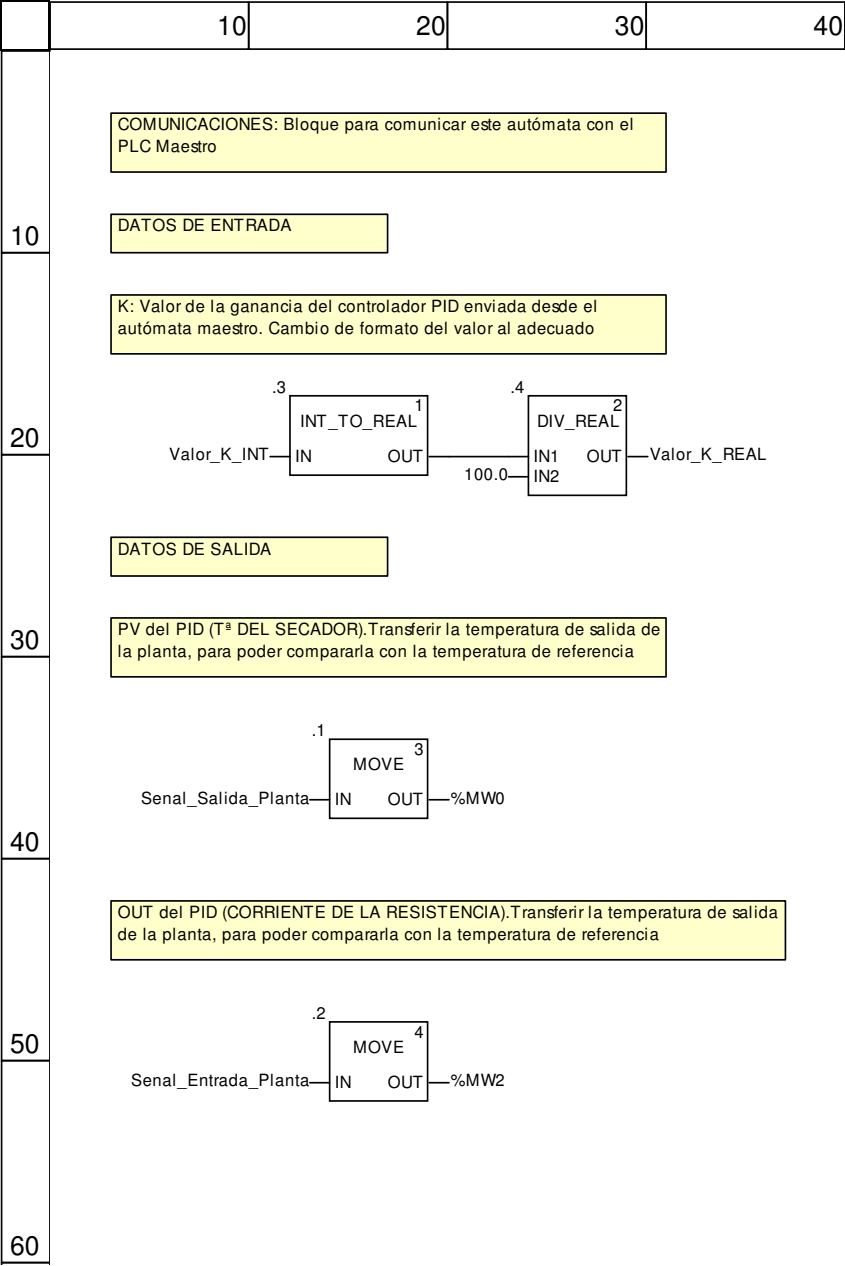 10 20 30 40
COMUNICACIONES: Bloque para comunicar este autómata con el
PLC Maestro
DATOS DE ENTRADA
10
K: Valor de la ganancia del controlador PID enviada desde el
autómata maestro. Cambio de formato del valor al adecuado
.3 .4
1 2
INT_TO_REAL DIV_REAL
20
Valor_K_INT IN OUT IN1 OUT Valor_K_REAL
100.0 IN2
DATOS DE SALIDA
30
PV del PID (Tª DEL SECADOR).Transferir la temperatura de salida de
la planta, para poder compararla con la temperatura de referencia
.1
3
MOVE
Senal_Salida_Planta IN OUT %MW0
40
OUT del PID (CORRIENTE DE LA RESISTENCIA).Transferir la temperatura de salida
de la planta, para poder compararla con la temperatura de referencia
.2
4
50
MOVE
Senal_Entrada_Planta IN OUT %MW2
60